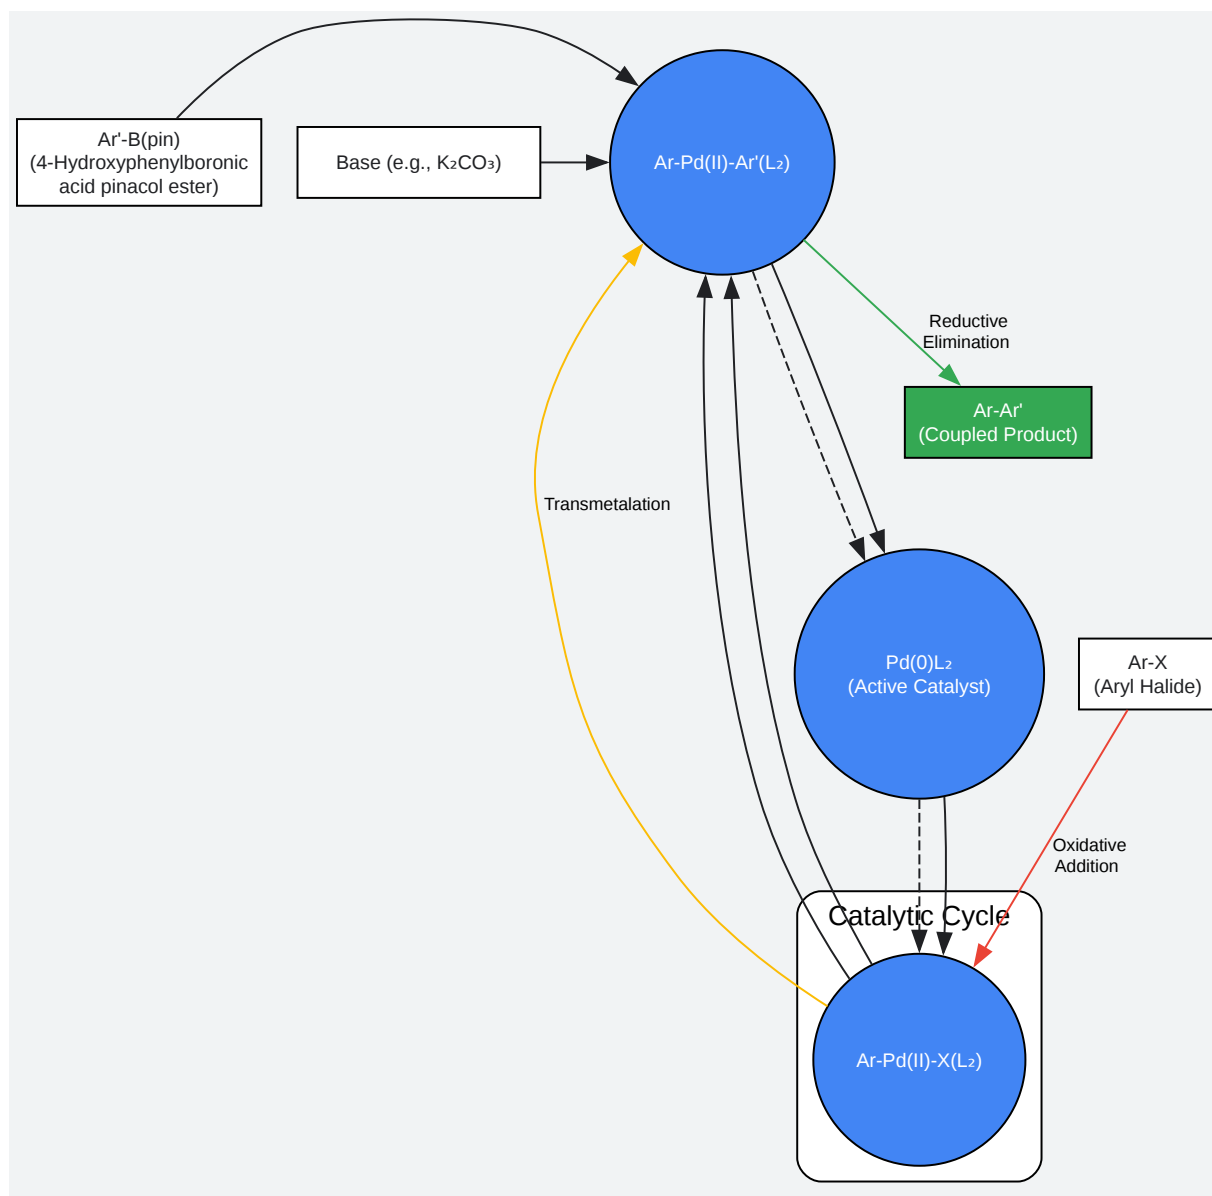 Ar'-B(pin)
(4-Hydroxyphenylboronic
acid pinacol ester)
Base (e.g., K₂CO₃)
Ar-Pd(II)-Ar'(L₂)
Reductive
Elimination
Ar-Ar'
(Coupled Product)
Transmetalation
Pd(0)L₂
(Active Catalyst)
Ar-X
(Aryl Halide)
Oxidative
Addition
Catalytic Cycle
Ar-Pd(II)-X(L₂)